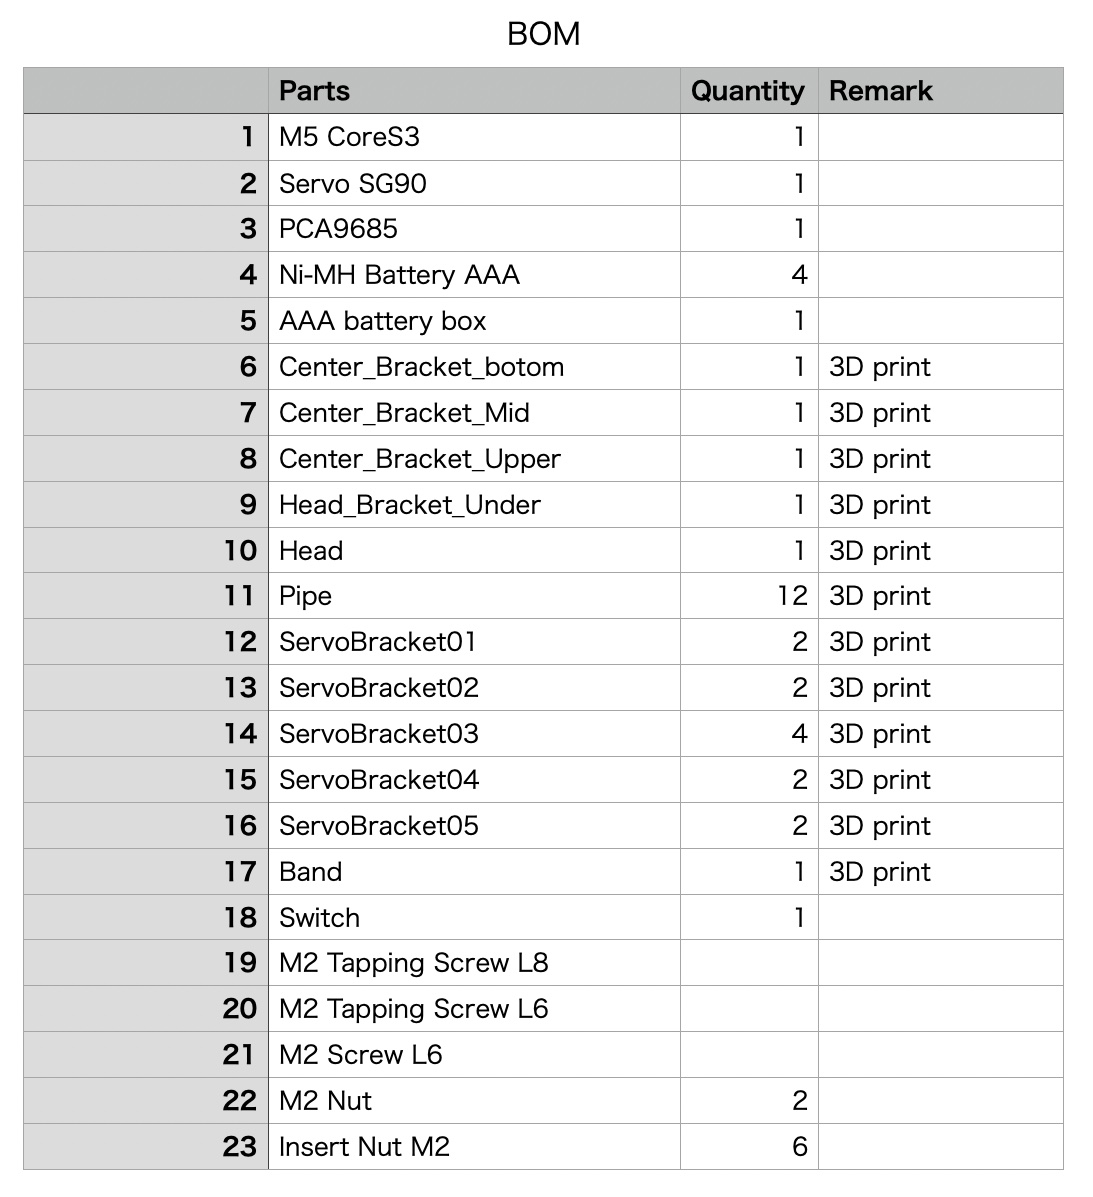 BOM
Parts Quantity Remark
1 M5 CoreS3 1
2 Servo SG90 1
3 PCA9685 1
4 Ni-MH Battery AAA 4
5 AAA battery box 1
6 Center_Bracket_botom 1 3D print
7 Center_Bracket_Mid 1 3D print
8 Center_Bracket_Upper 1 3D print
9 Head_Bracket_Under 1 3D print
10 Head 1 3D print
11 Pipe 12 3D print
12 ServoBracket01 2 3D print
13 ServoBracket02 2 3D print
14 ServoBracket03 4 3D print
15 ServoBracket04 2 3D print
16 ServoBracket05 2 3D print
17 Band 1 3D print
18 Switch 1
19 M2 Tapping Screw L8
20 M2 Tapping Screw L6
21 M2 Screw L6
22 M2 Nut 2
23 Insert Nut M2 6